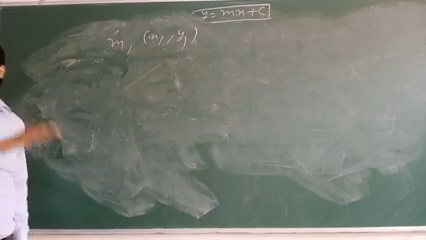 y = mx + c
m, (x₁, y₁)